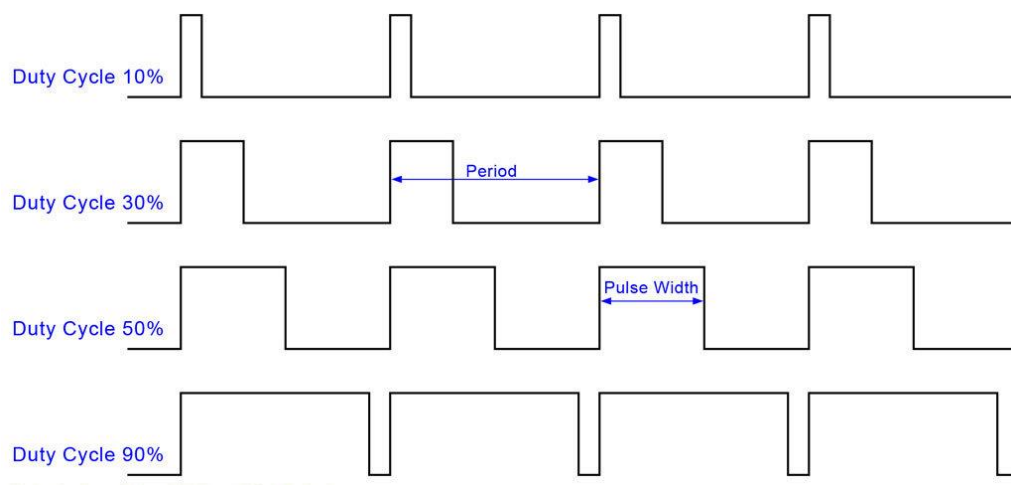 Duty Cycle 10%
Period
Duty Cycle 30%
Pulse Width
Duty Cycle 50%
Duty Cycle 90%